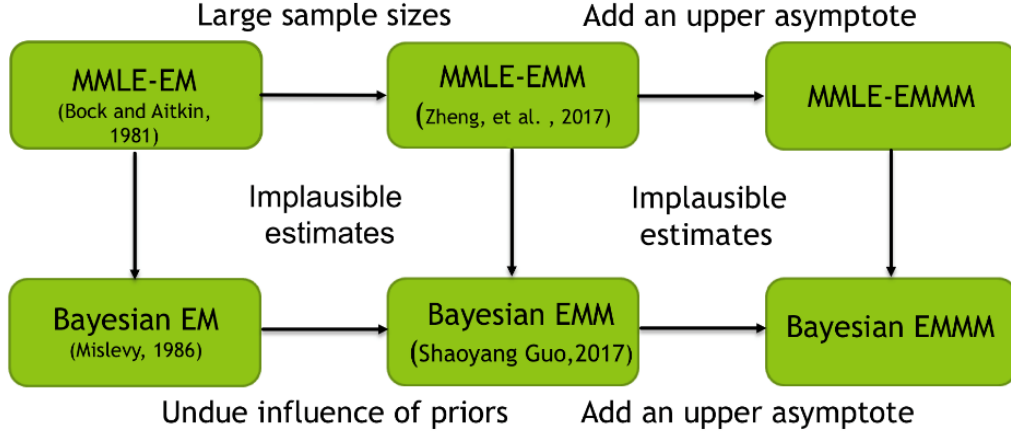 Large sample sizes
Add an upper asymptote
MMLE-EM
(Bock and Aitkin,
1981)
MMLE-EMM
(Zheng, et al. , 2017)
MMLE-EMMM
Implausible
estimates
Implausible
estimates
Bayesian EM
(Mislevy, 1986)
Bayesian EMM
(Shaoyang Guo,2017)
Bayesian EMMM
Undue influence of priors
Add an upper asymptote